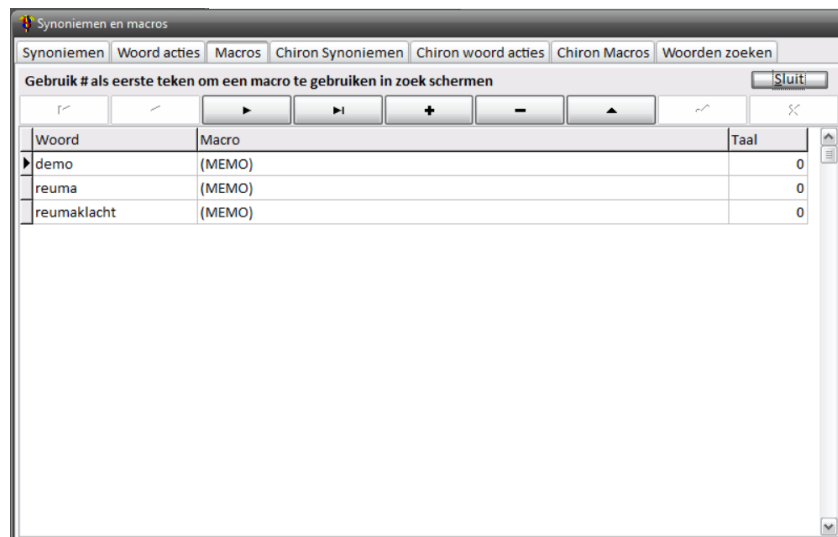 Synoniemen en macros
Synoniemen Woord acties Macros Chiron Synoniemen Chiron woord acties Chiron Macros Woorden zoeken
Gebruik # als eerste teken om een macro te gebruiken in zoek schermen Sluit
Woord Macro Taal
demo (MEMO) 0
reuma (MEMO) 0
reumaklacht (MEMO) 0